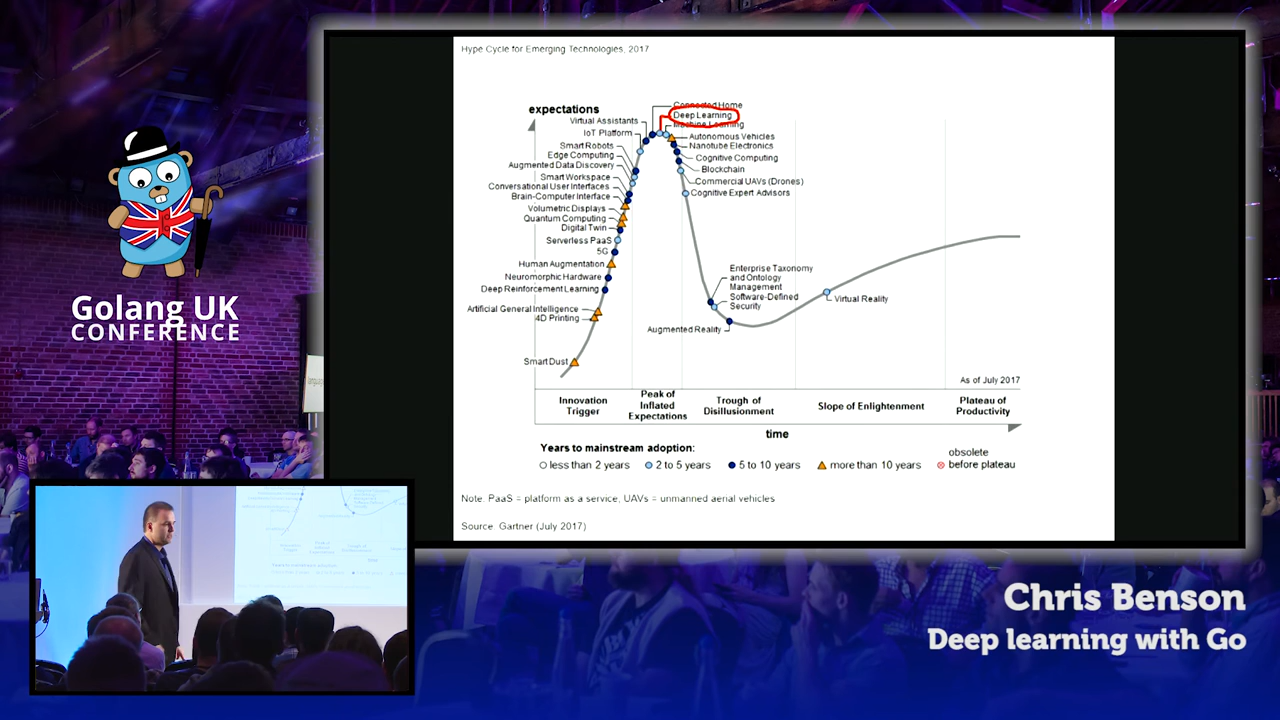 Hype Cycle for Emerging Technologies, 2017
expectations
Connected Home
Deep Learning
Machine Learning
Virtual Assistants
IoT Platform
Autonomous Vehicles
Nanotube Electronics
Smart Robots
Edge Computing
Cognitive Computing
Augmented Data Discovery
Blockchain
Smart Workspace
Commercial UAVs (Drones)
Conversational User Interfaces
Cognitive Expert Advisors
Brain-Computer Interface
Volumetric Displays
Quantum Computing
Digital Twin
Serverless PaaS
5G
Human Augmentation
Neuromorphic Hardware
Deep Reinforcement Learning
Artificial General Intelligence
4D Printing
Smart Dust
Enterprise Taxonomy
and Ontology
Management
Software-Defined
Security
Virtual Reality
Augmented Reality
As of July 2017
Innovation
Trigger
Peak of
Inflated
Expectations
Trough of
Disillusionment
Slope of Enlightenment
Plateau of
Productivity
time
Years to mainstream adoption:
less than 2 years
2 to 5 years
5 to 10 years
more than 10 years
obsolete
before plateau
Note: PaaS = platform as a service; UAVs = unmanned aerial vehicles
Source: Gartner (July 2017)
Golang UK
CONFERENCE
Chris Benson
Deep learning with Go